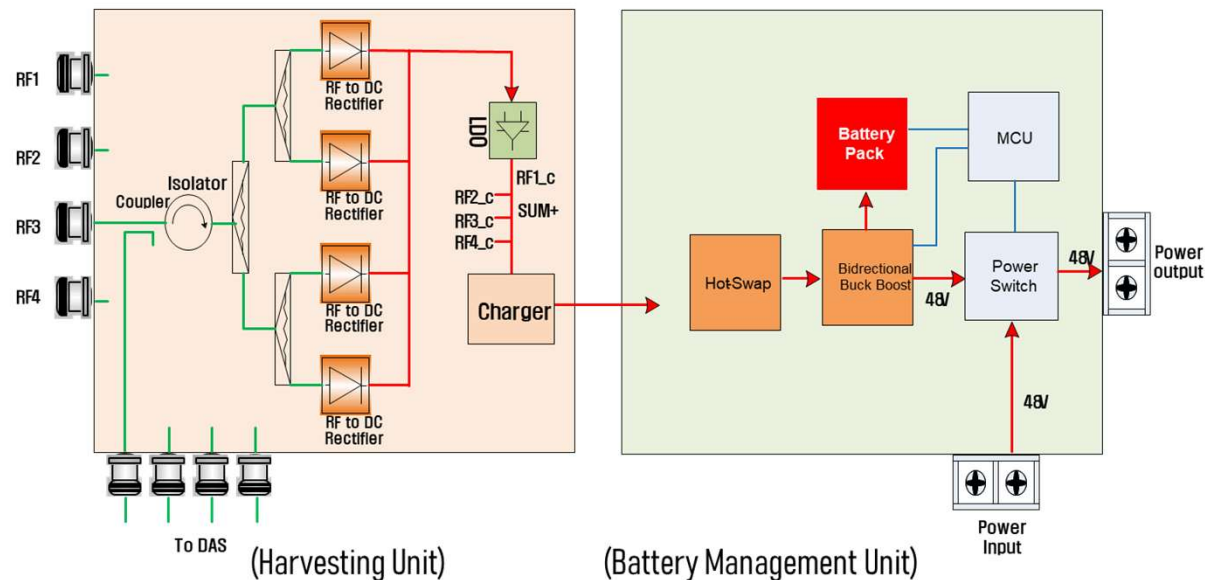 RF1
RF2
RF3
RF4
Coupler
Isolator
RF to DC
Rectifier
RF to DC
Rectifier
RF to DC
Rectifier
RF to DC
Rectifier
LDO
RF1_c
RF2_c
SUM+
RF3_c
RF4_c
Charger
To DAS
(Harvesting Unit)
Battery
Pack
MCU
Hot-Swap
Bidrectional
Buck Boost
48V
Power
Switch
48V
Power
output
48V
Power
Input
(Battery Management Unit)